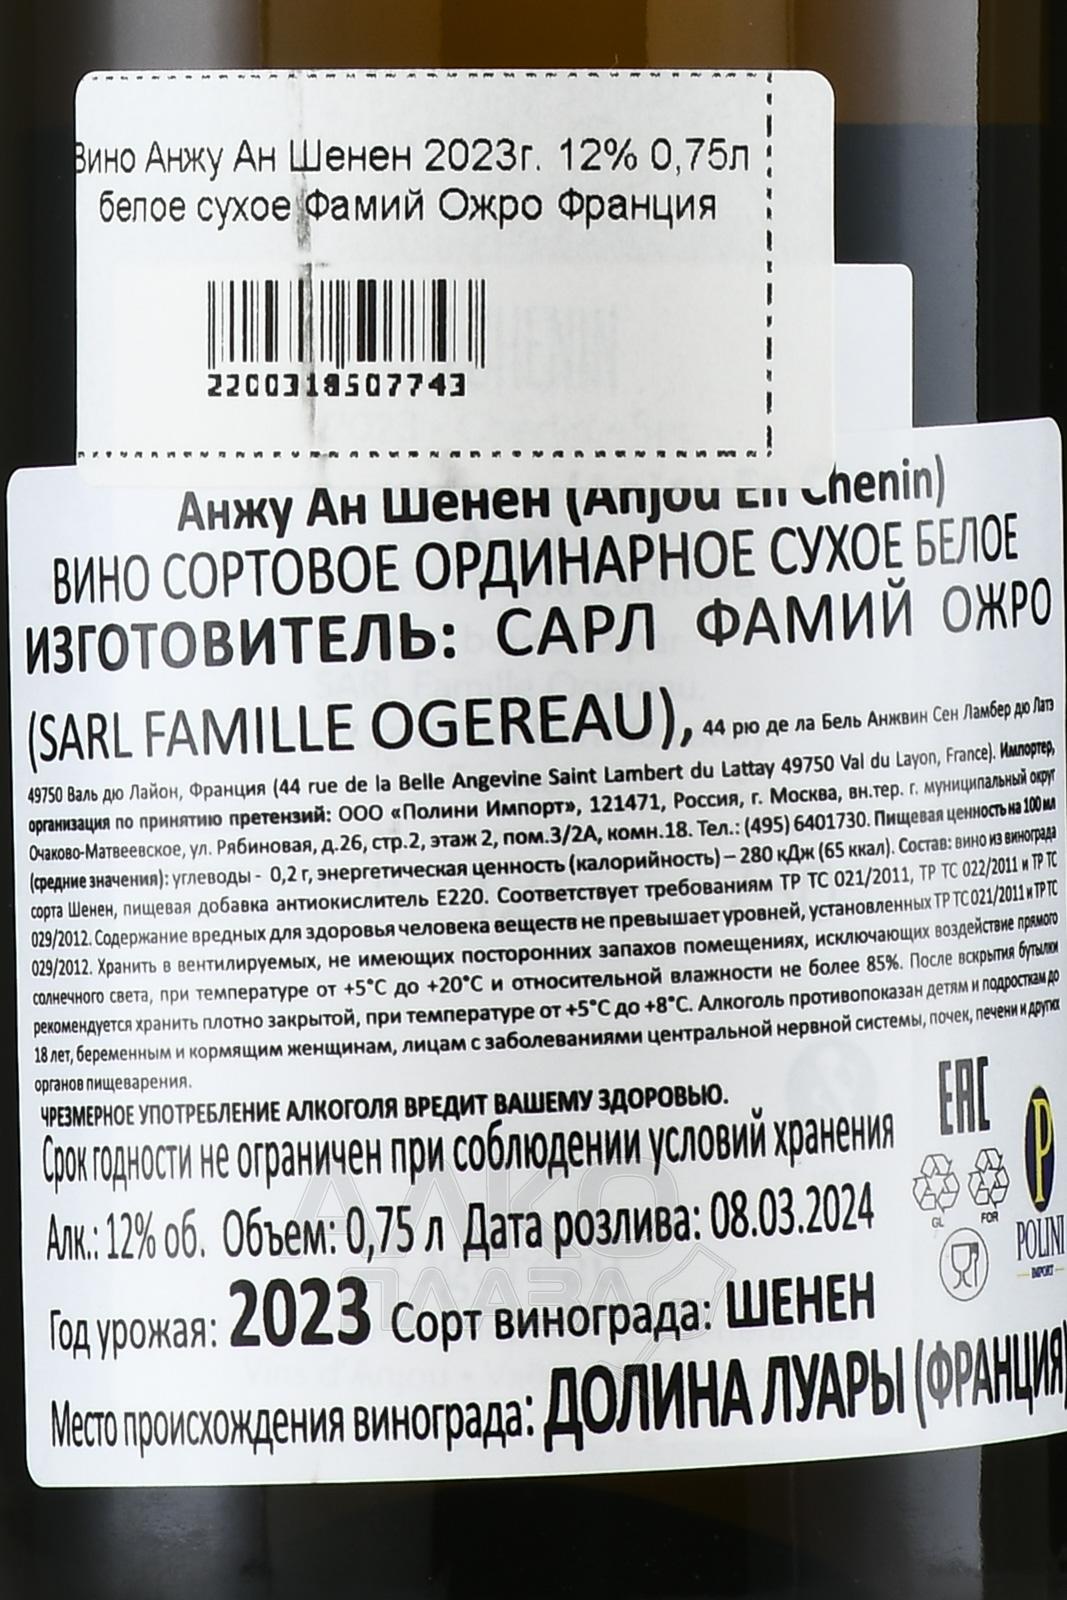 Вино Анжу Ан Шенен 2023г. 12% 0,75л
белое сухое Фамий Ожро Франция
2200318507743
Анжу Ан Шенен (Anjou En Chenin)
ВИНО СОРТОВОЕ ОРДИНАРНОЕ СУХОЕ БЕЛОЕ
ИЗГОТОВИТЕЛЬ: САРЛ ФАМИЙ ОЖРО
(SARL FAMILLE OGEREAU), 44 рю де ла Бель Анжвин Сен Ламбер дю Латэ
49750 Валь дю Лайон, Франция (44 rue de la Belle Angevine Saint Lambert du Lattay 49750 Val du Layon, France). Импортер,
организация по принятию претензий: ООО «Полини Импорт», 121471, Россия, г. Москва, вн.тер. г. муниципальный округ
Очаково-Матвеевское, ул. Рябиновая, д.26, стр.2, этаж 2, пом.3/2А, комн.18. Тел.: (495) 6401730. Пищевая ценность на 100 мл
(средние значения): углеводы - 0,2 г, энергетическая ценность (калорийность) – 280 кДж (65 ккал). Состав: вино из винограда
сорта Шенен, пищевая добавка антиокислитель Е220. Соответствует требованиям ТР ТС 021/2011, ТР ТС 022/2011 и ТР ТС
029/2012. Содержание вредных для здоровья человека веществ не превышает уровней, установленных ТР ТС 021/2011 и ТР ТС
029/2012. Хранить в вентилируемых, не имеющих посторонних запахов помещениях, исключающих воздействие прямого
солнечного света, при температуре от +5°С до +20°С и относительной влажности не более 85%. После вскрытия бутылки
рекомендуется хранить плотно закрытой, при температуре от +5°С до +8°С. Алкоголь противопоказан детям и подросткам до
18 лет, беременным и кормящим женщинам, лицам с заболеваниями центральной нервной системы, почек, печени и других
органов пищеварения.
ЧРЕЗМЕРНОЕ УПОТРЕБЛЕНИЕ АЛКОГОЛЯ ВРЕДИТ ВАШЕМУ ЗДОРОВЬЮ.
Срок годности не ограничен при соблюдении условий хранения
Алк.: 12% об. Объем: 0,75 л Дата розлива: 08.03.2024
Год урожая: 2023 Сорт винограда: ШЕНЕН
Место происхождения винограда: ДОЛИНА ЛУАРЫ (ФРАНЦИЯ)
EAC
GL
FOR
P
POLINI
IMPORT
АЛКО
ПЛАЗА